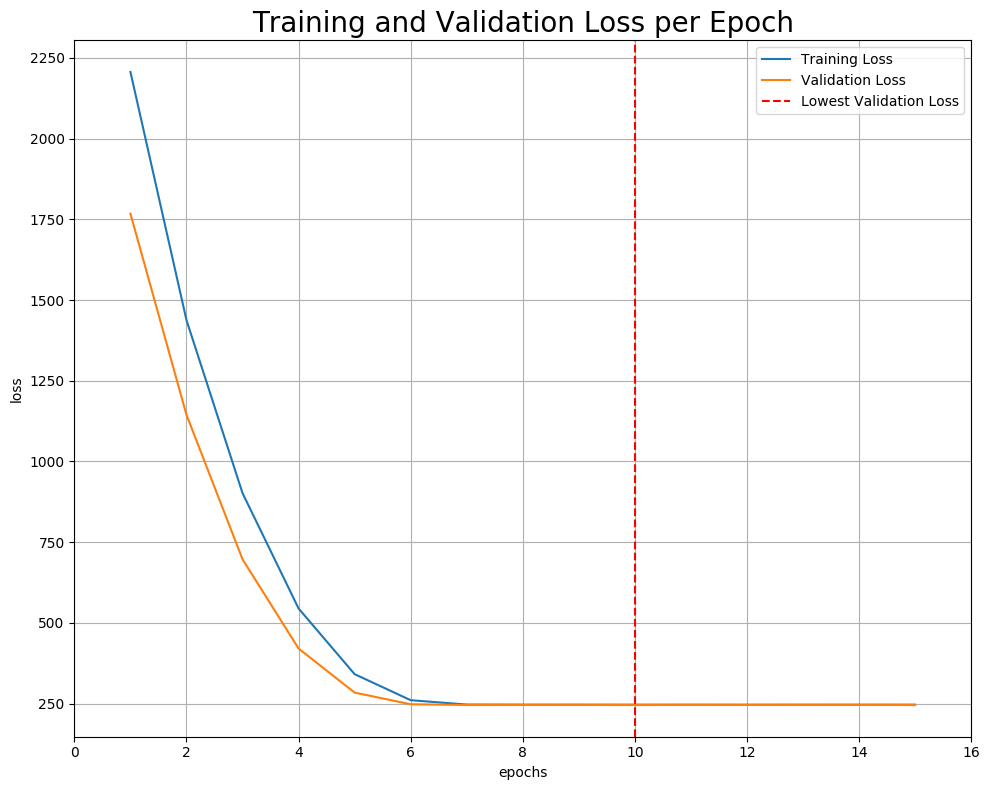 Training and Validation Loss per Epoch
Training Loss
Validation Loss
Lowest Validation Loss
2250
2000
1750
1500
1250
1000
750
500
250
loss
0 2 4 6 8 10 12 14 16
epochs